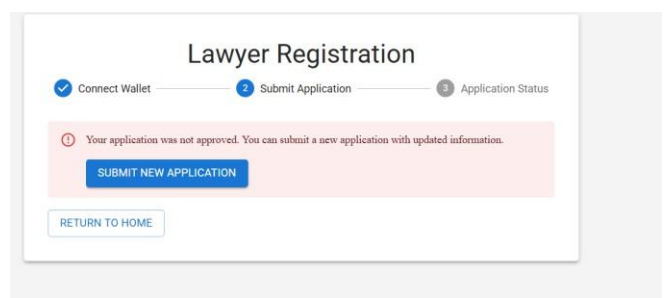 Lawyer Registration
Connect Wallet 2 Submit Application 3 Application Status
Your application was not approved. You can submit a new application with updated information.
SUBMIT NEW APPLICATION
RETURN TO HOME